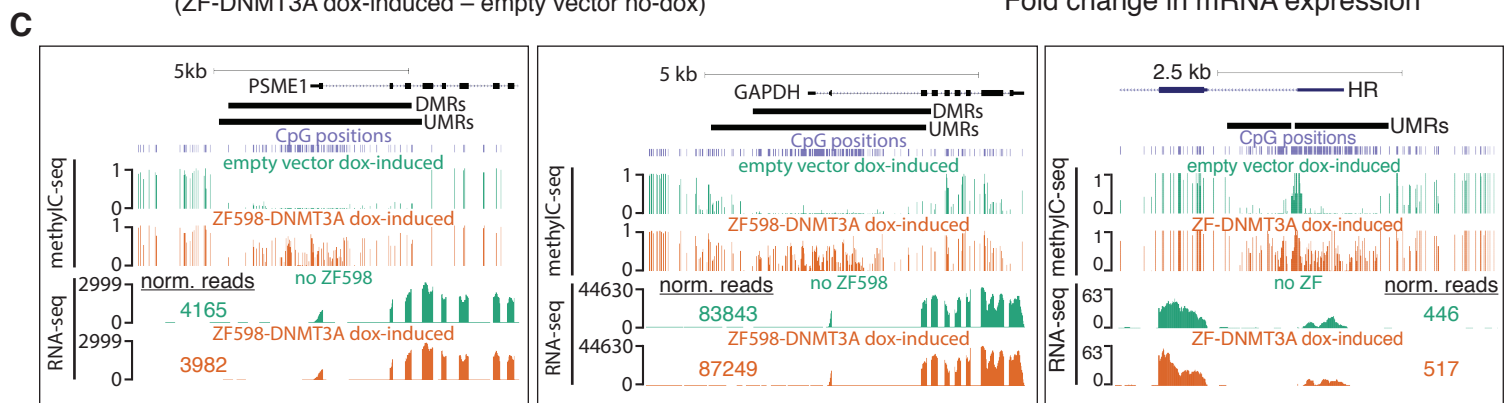 (ZF-DNMT3A dox-induced – empty vector no-dox)
Fold change in mRNA expression
C
5kb
PSME1
DMRs
UMRs
CpG positions
empty vector dox-induced
methylC-seq
1
0
ZF598-DNMT3A dox-induced
1
0
norm. reads
no ZF598
RNA-seq
2999
4165
0
ZF598-DNMT3A dox-induced
2999
3982
0
5 kb
GAPDH
DMRs
UMRs
CpG positions
empty vector dox-induced
methylC-seq
1
0
ZF598-DNMT3A dox-induced
1
0
norm. reads
no ZF598
RNA-seq
44630
83843
0
ZF598-DNMT3A dox-induced
44630
87249
0
2.5 kb
HR
UMRs
CpG positions
empty vector dox-induced
methylC-seq
1
0
ZF-DNMT3A dox-induced
1
0
no ZF
norm. reads
RNA-seq
63
446
0
ZF-DNMT3A dox-induced
63
517
0